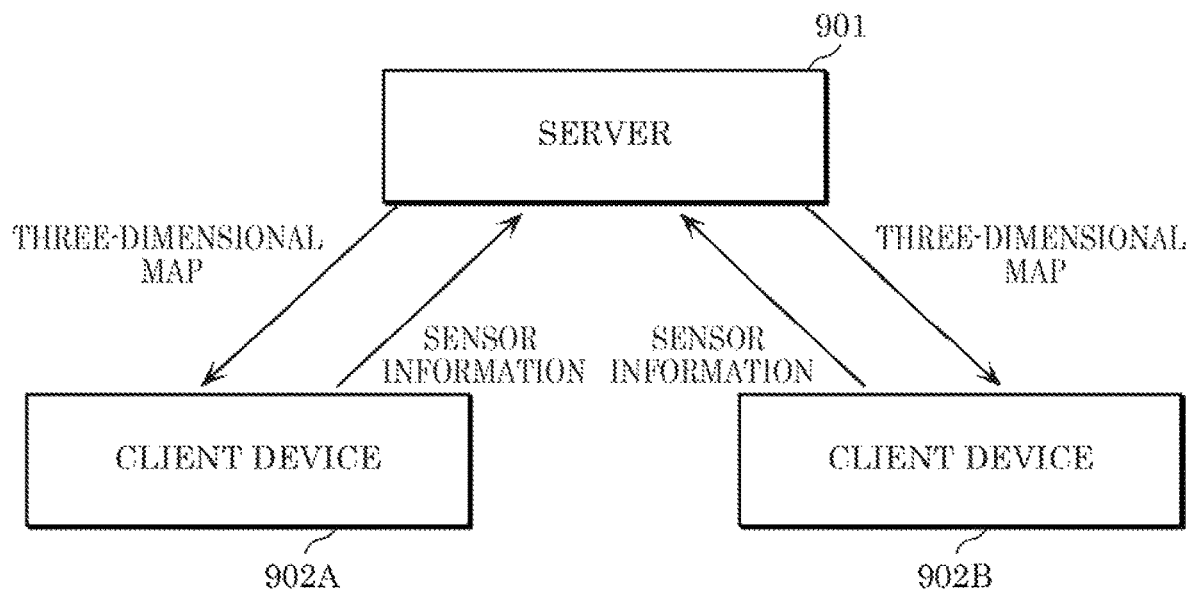 901
SERVER
THREE-DIMENSIONAL
MAP
THREE-DIMENSIONAL
MAP
SENSOR
INFORMATION
SENSOR
INFORMATION
CLIENT DEVICE
CLIENT DEVICE
902A
902B